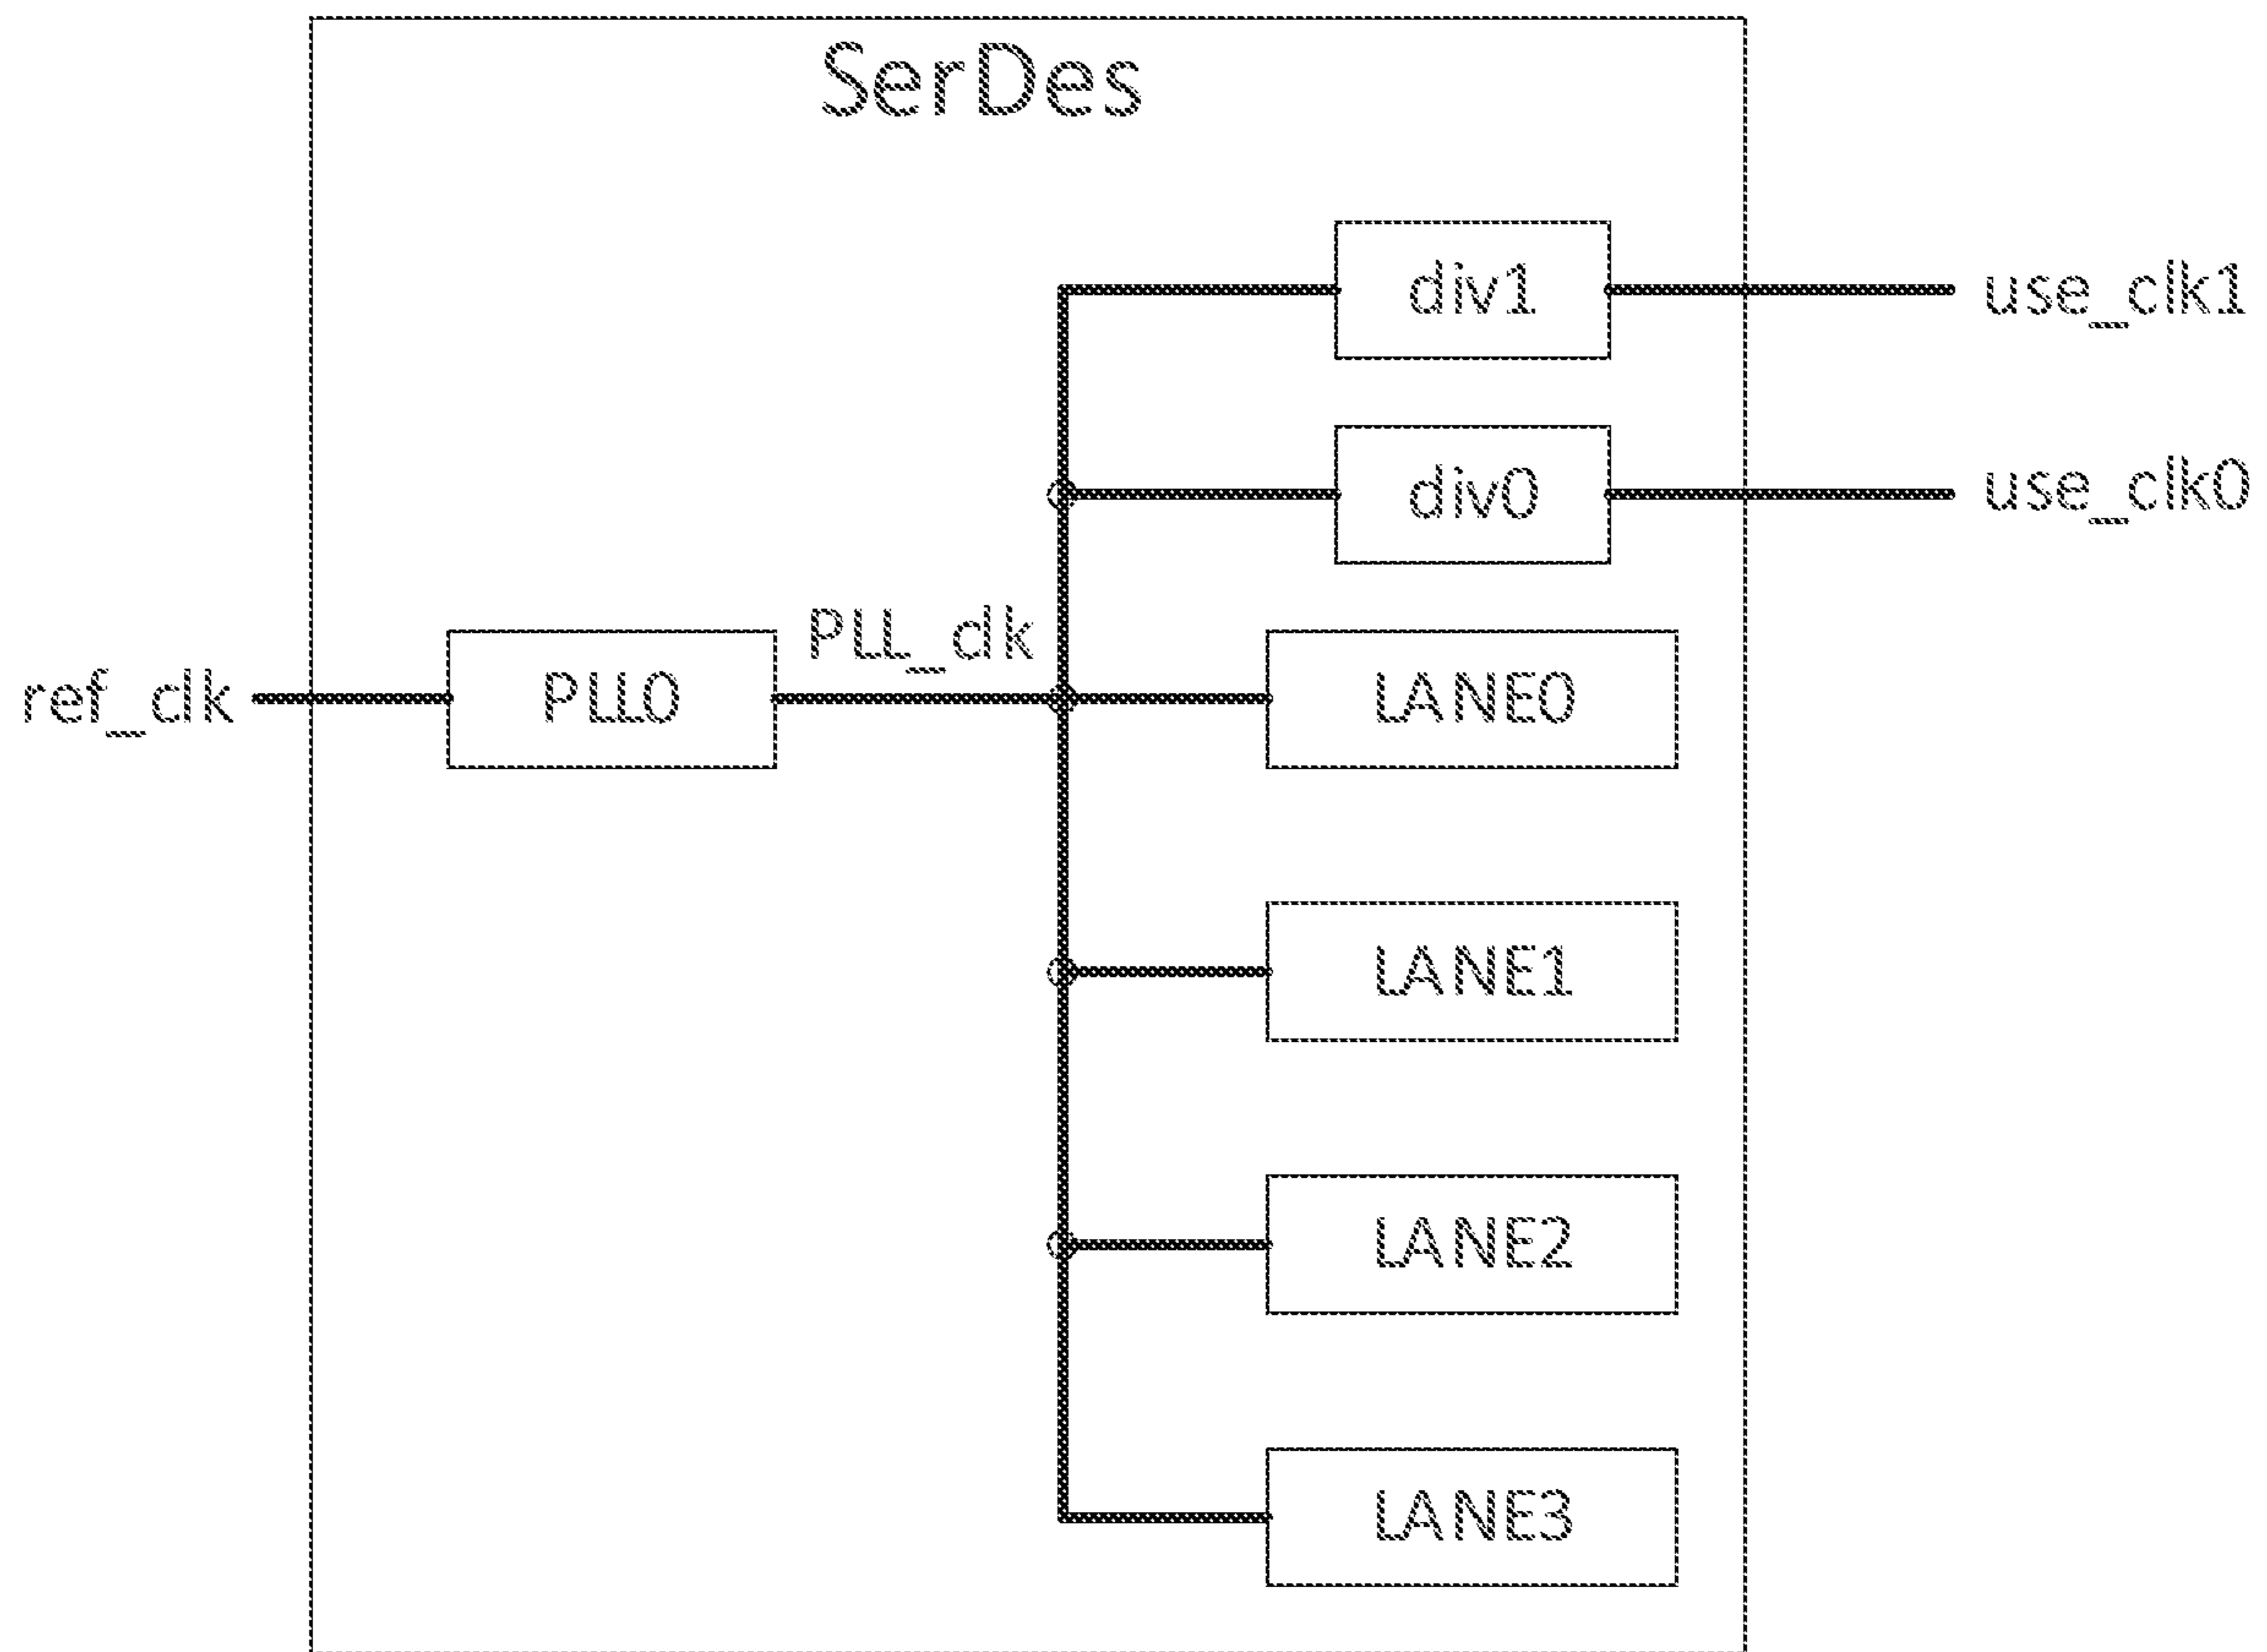 SerDes
div1
use_clk1
div0
use_clk0
PLL_clk
ref_clk
PLL0
LANE0
LANE1
LANE2
LANE3